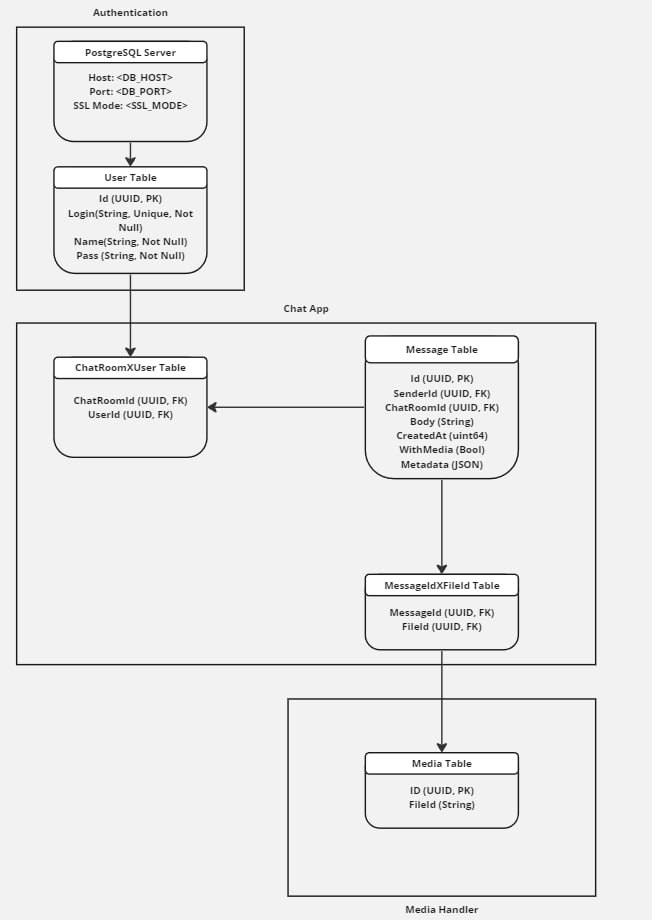 Authentication
PostgreSQL Server
Host: <DB_HOST>
Port: <DB_PORT>
SSL Mode: <SSL_MODE>
User Table
Id (UUID, PK)
Login(String, Unique, Not
Null)
Name(String, Not Null)
Pass (String, Not Null)
Chat App
ChatRoomXUser Table
ChatRoomId (UUID, FK)
UserId (UUID, FK)
Message Table
Id (UUID, PK)
SenderId (UUID, FK)
ChatRoomId (UUID, FK)
Body (String)
CreatedAt (uint64)
WithMedia (Bool)
Metadata (JSON)
MessageIdXFileId Table
MessageId (UUID, FK)
FileId (UUID, FK)
Media Table
ID (UUID, PK)
FileId (String)
Media Handler